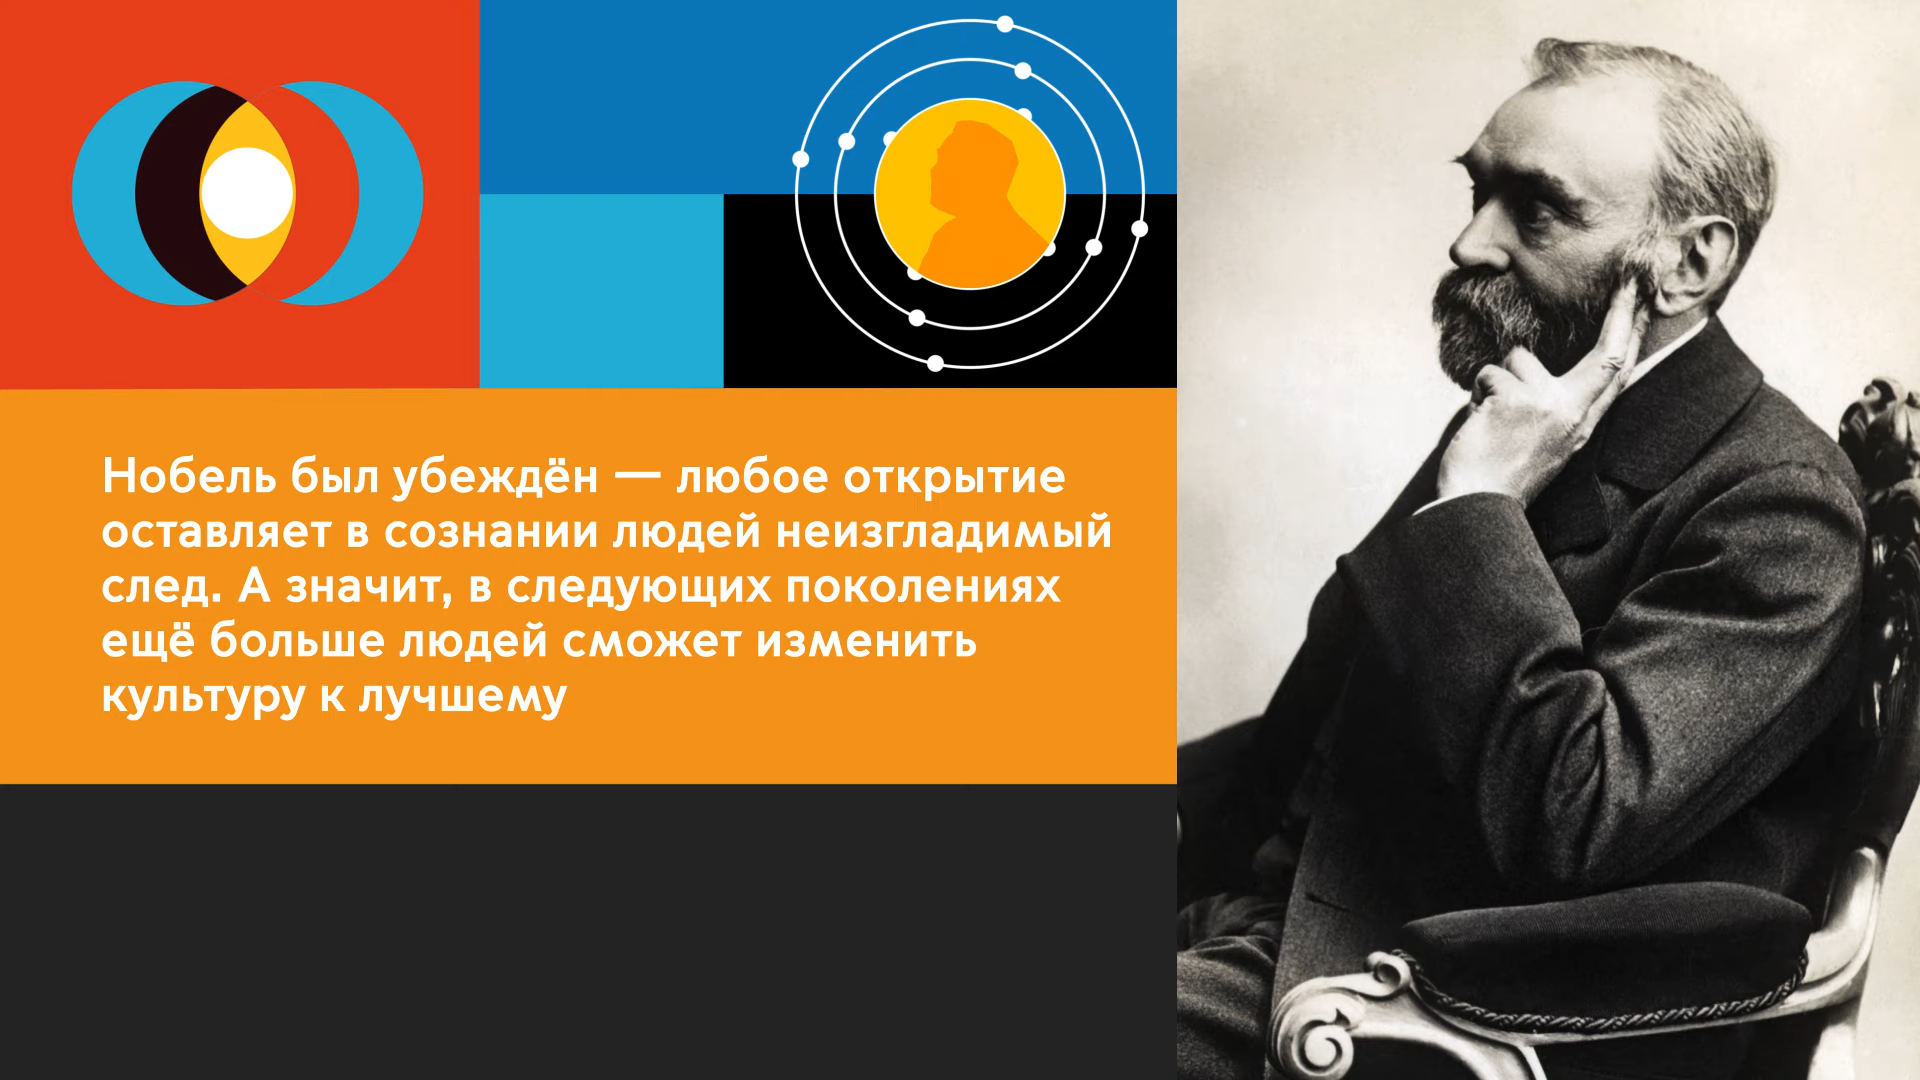 Нобель был убеждён — любое открытие
оставляет в сознании людей неизгладимый
след. А значит, в следующих поколениях
ещё больше людей сможет изменить
культуру к лучшему